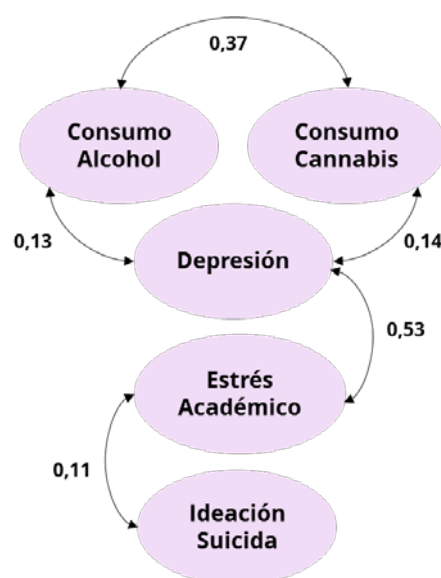 0,37
Consumo
Alcohol
Consumo
Cannabis
0,13
Depresión
0,14
0,53
Estrés
Académico
0,11
Ideación
Suicida